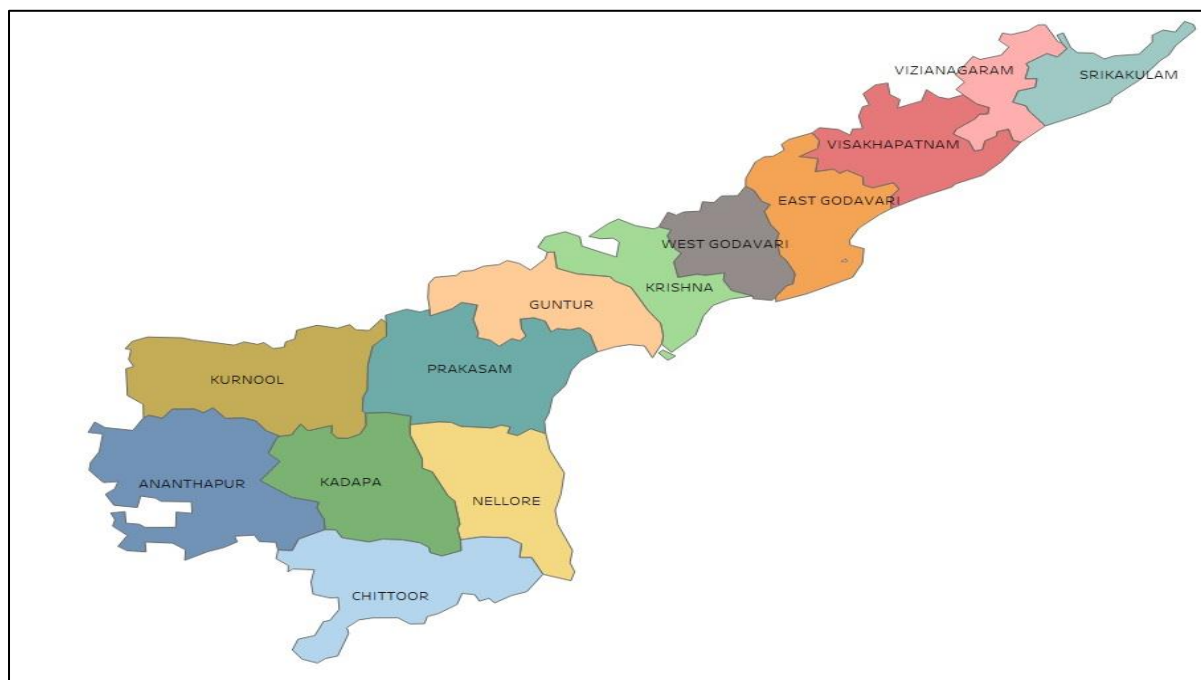 VIZIANAGARAM
SRIKAKULAM
VISAKHAPATNAM
EAST GODAVARI
WEST GODAVARI
KRISHNA
GUNTUR
PRAKASAM
KURNOOL
ANANTHAPUR
KADAPA
NELLORE
CHITTOOR